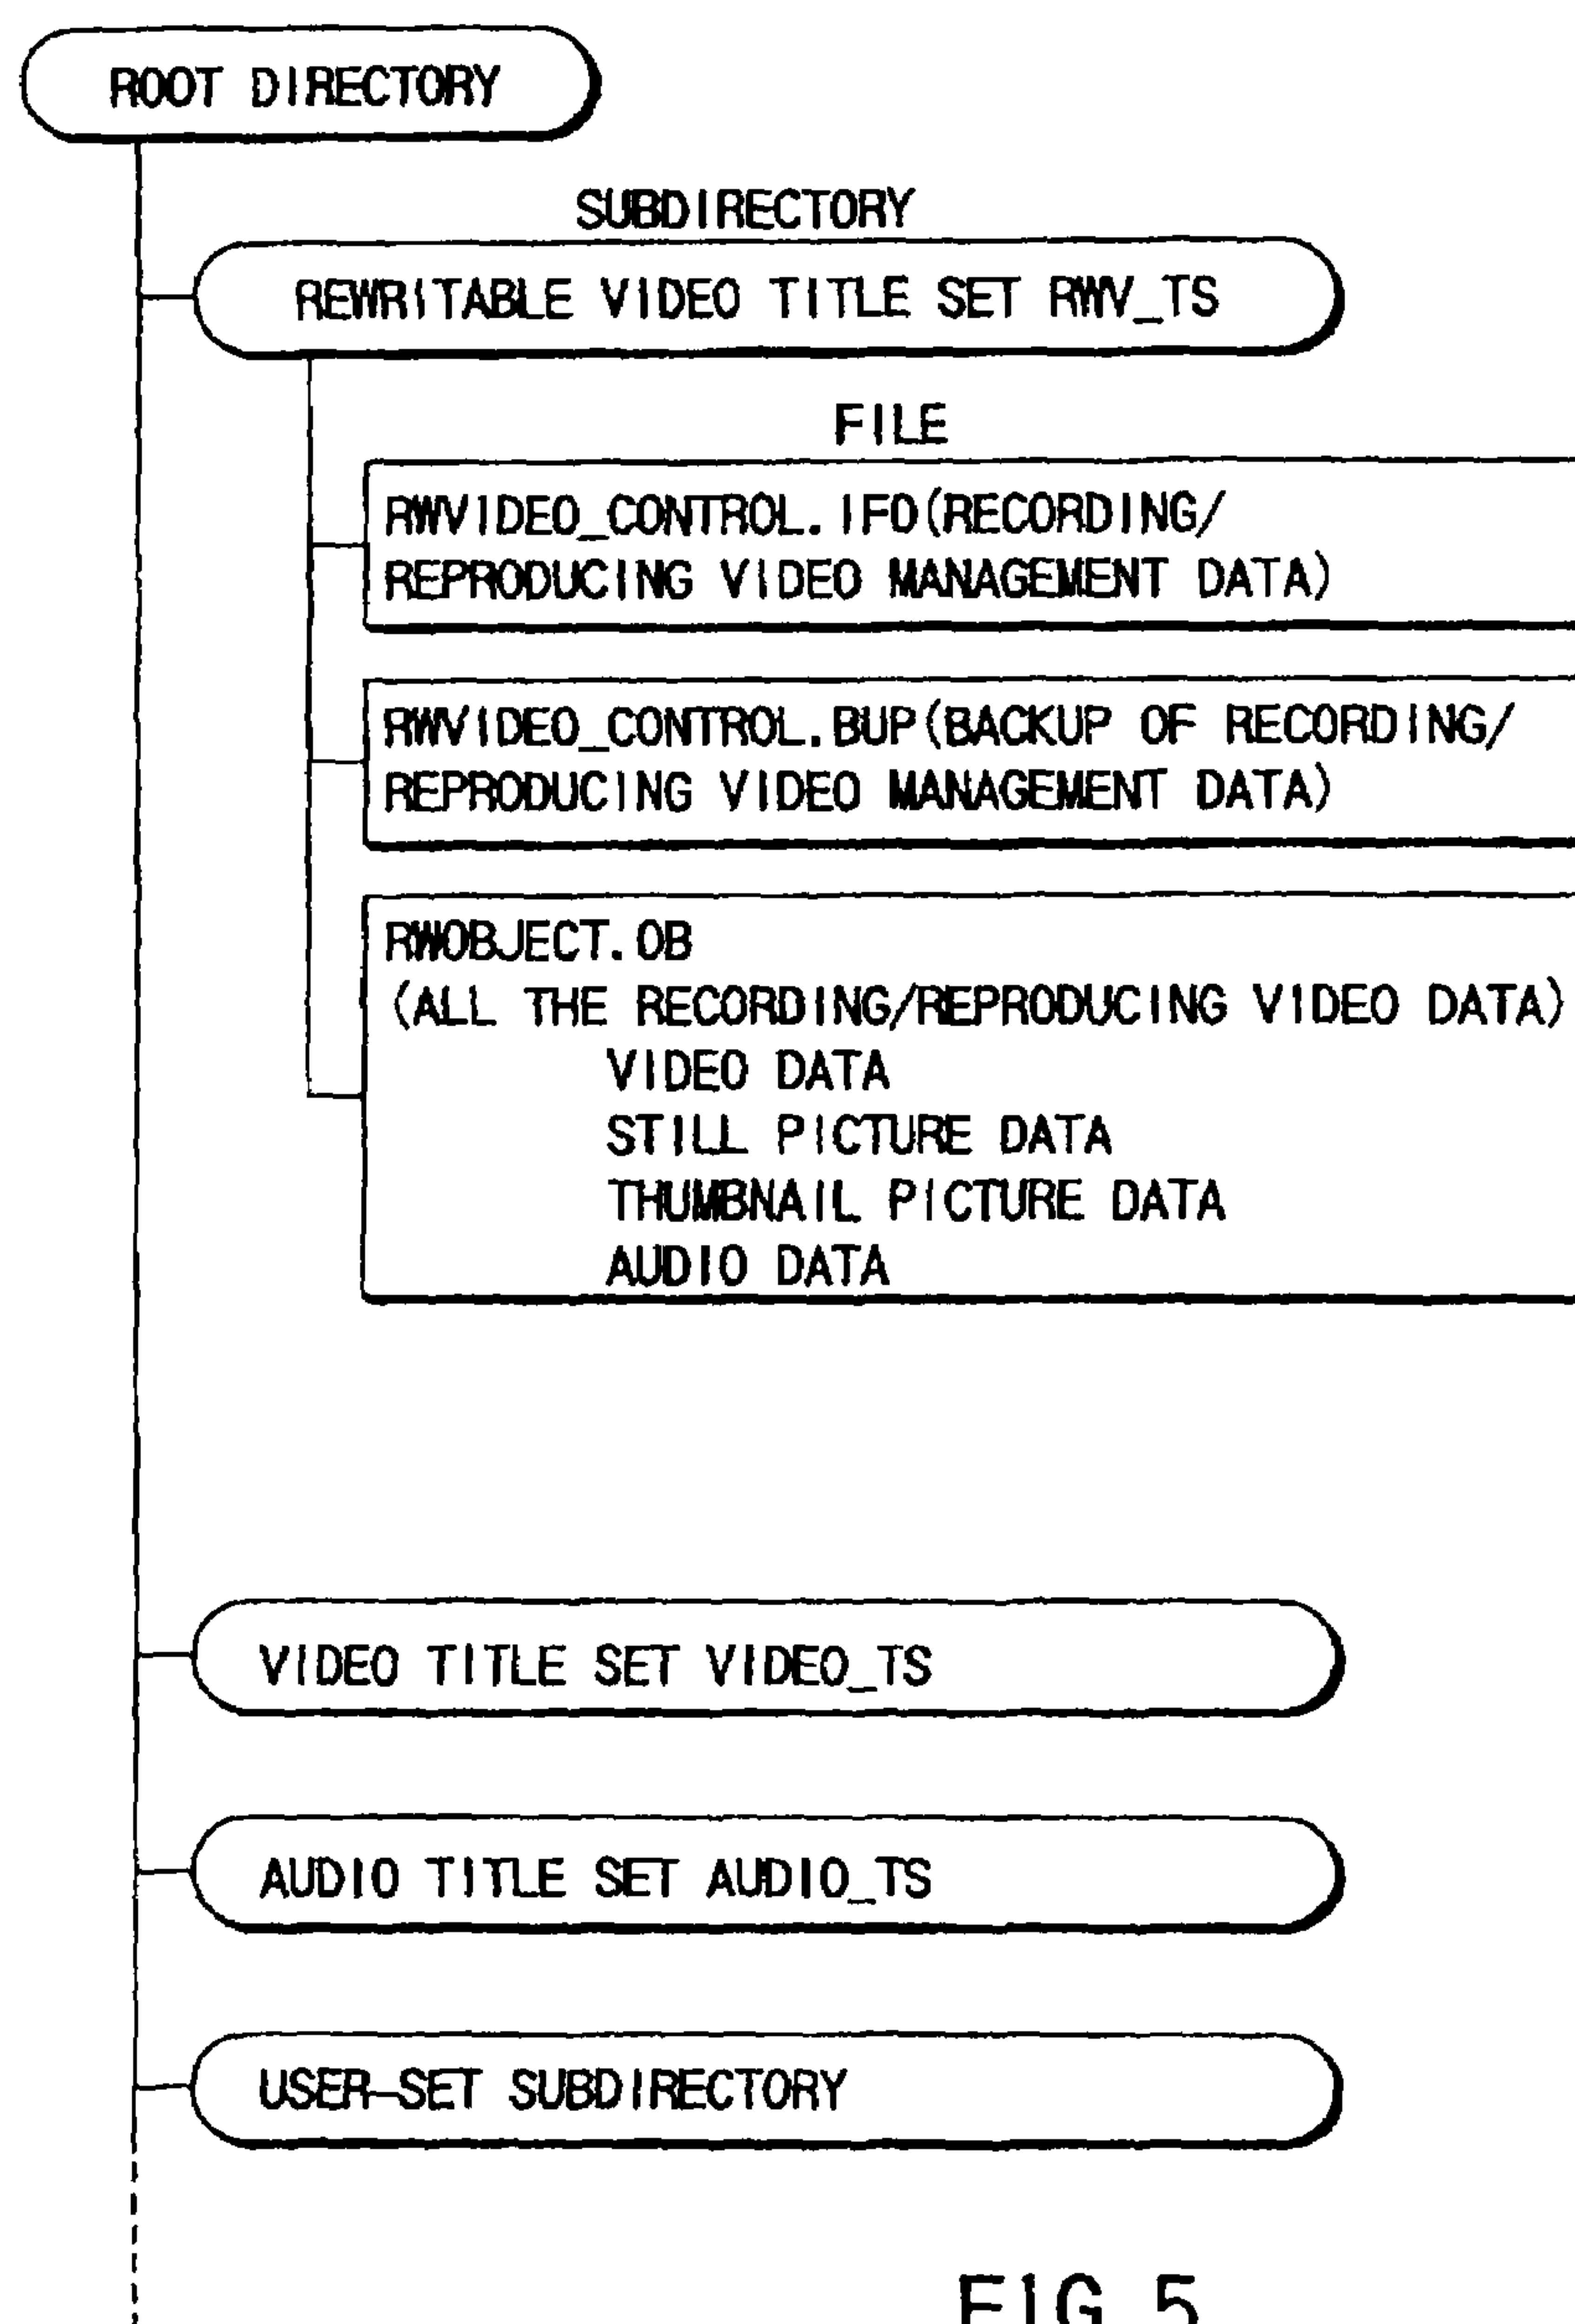 ROOT DIRECTORY
SUBDIRECTORY
REWRITABLE VIDEO TITLE SET RWV_TS
FILE
RWVIDEO_CONTROL.IFO(RECORDING/
REPRODUCING VIDEO MANAGEMENT DATA)
RWVIDEO_CONTROL.BUP(BACKUP OF RECORDING/
REPRODUCING VIDEO MANAGEMENT DATA)
RWOBJECT.OB
(ALL THE RECORDING/REPRODUCING VIDEO DATA)
VIDEO DATA
STILL PICTURE DATA
THUMBNAIL PICTURE DATA
AUDIO DATA
VIDEO TITLE SET VIDEO_TS
AUDIO TITLE SET AUDIO_TS
USER-SET SUBDIRECTORY
FIG. 5